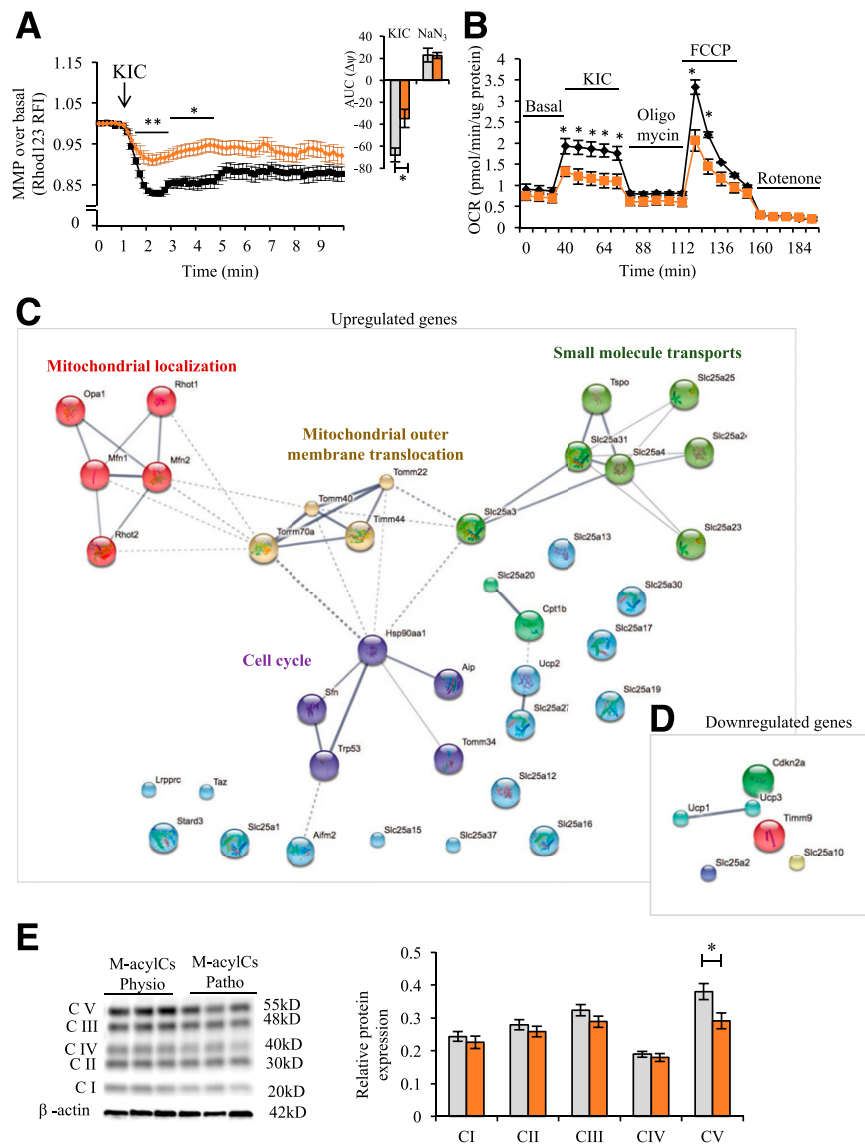 A
KIC
NaN3
40
20
0
-20
-40
-60
-80
AUC (Δψ)
*
1.15
1.05
0.95
0.85
0
MMP over basal
(Rhod123 RFI)
KIC
**
*
0 1 2 3 4 5 6 7 8 9
Time (min)
B
FCCP
KIC
Basal
Oligo
mycin
Rotenone
* * * * *
*
*
4
3.5
3
2.5
2
1.5
1
0.5
0
OCR (pmol/min/ug protein)
0 40 64 88 112 136 160 184
Time (min)
C
Upregulated genes
Mitochondrial localization
Small molecule transports
Mitochondrial outer
membrane translocation
Cell cycle
Opa1
Rhot1
Mfn1
Mfn2
Rhot2
Tomm22
Tomm40
Tomm70a
Timm44
Tspo
Slc25a25
Slc25a31
Slc25a4
Slc25a24
Slc25a3
Slc25a23
Slc25a13
Slc25a20
Cpt1b
Slc25a30
Slc25a17
Ucp2
Slc25a27
Slc25a19
Hsp90aa1
Aip
Sfn
Trp53
Tomm34
Slc25a12
Lrpprc
Taz
Stard3
Slc25a1
Aifm2
Slc25a15
Slc25a37
Slc25a16
D
Downregulated genes
Cdkn2a
Ucp1
Ucp3
Timm9
Slc25a10
Slc25a2
E
M-acylCs
Physio
M-acylCs
Patho
C V
C III
C IV
C II
C I
β -actin
55kD
48kD
40kD
30kD
20kD
42kD
Relative protein
expression
0.5
0.4
0.3
0.2
0.1
0
*
CI CII CIII CIV CV